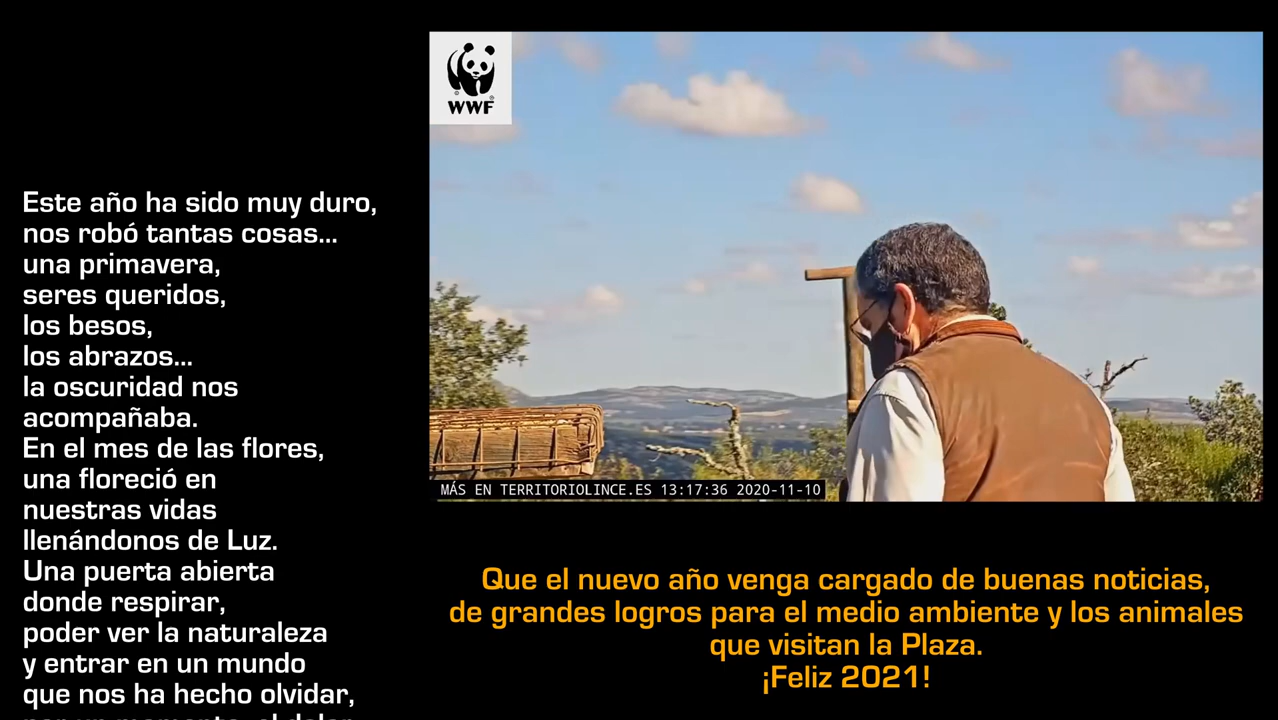 Este año ha sido muy duro,
nos robó tantas cosas...
una primavera,
seres queridos,
los besos,
los abrazos...
la oscuridad nos
acompañaba.
En el mes de las flores,
una floreció en
nuestras vidas
llenándonos de Luz.
Una puerta abierta
donde respirar,
poder ver la naturaleza
y entrar en un mundo
que nos ha hecho olvidar,
WWF
MÁS EN TERRITORIOLINCE.ES 13:17:36 2020-11-10
Que el nuevo año venga cargado de buenas noticias,
de grandes logros para el medio ambiente y los animales
que visitan la Plaza.
¡Feliz 2021!